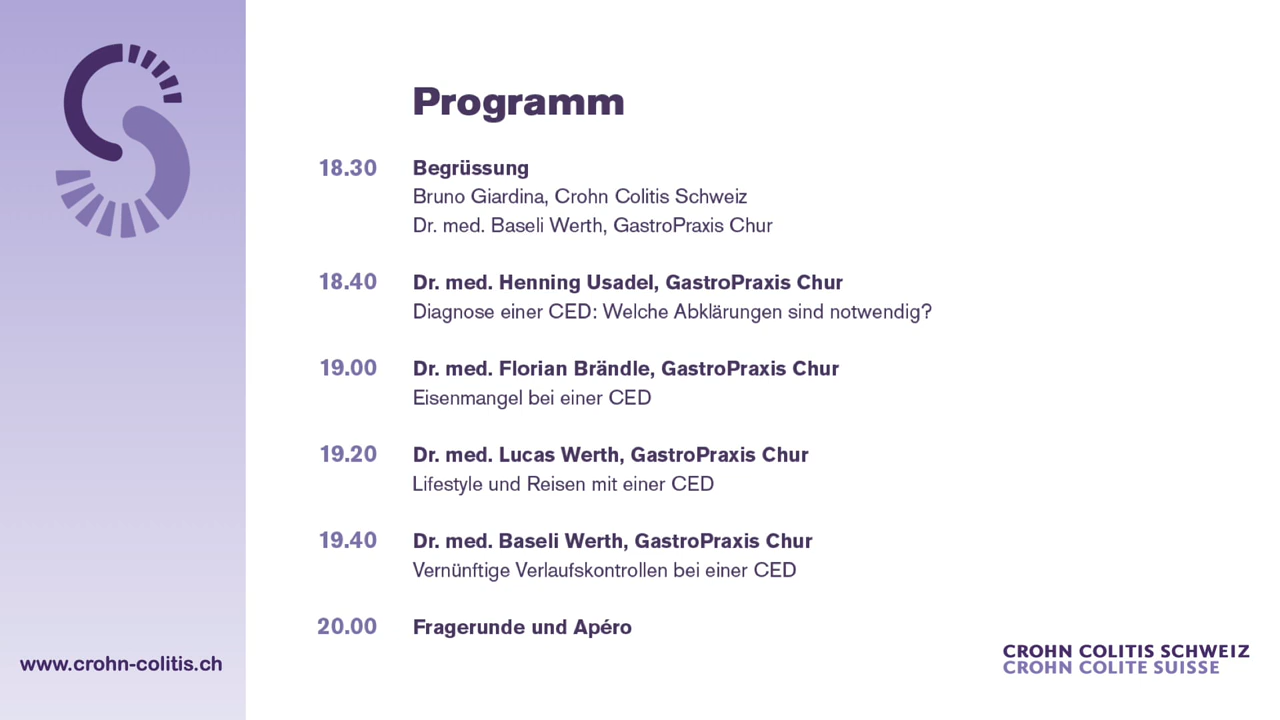 Programm
18.30 Begrüssung
Bruno Giardina, Crohn Colitis Schweiz
Dr. med. Baseli Werth, GastroPraxis Chur
18.40 Dr. med. Henning Usadel, GastroPraxis Chur
Diagnose einer CED: Welche Abklärungen sind notwendig?
19.00 Dr. med. Florian Brändle, GastroPraxis Chur
Eisenmangel bei einer CED
19.20 Dr. med. Lucas Werth, GastroPraxis Chur
Lifestyle und Reisen mit einer CED
19.40 Dr. med. Baseli Werth, GastroPraxis Chur
Vernünftige Verlaufskontrollen bei einer CED
20.00 Fragerunde und Apéro
www.crohn-colitis.ch
CROHN COLITIS SCHWEIZ
CROHN COLITE SUISSE